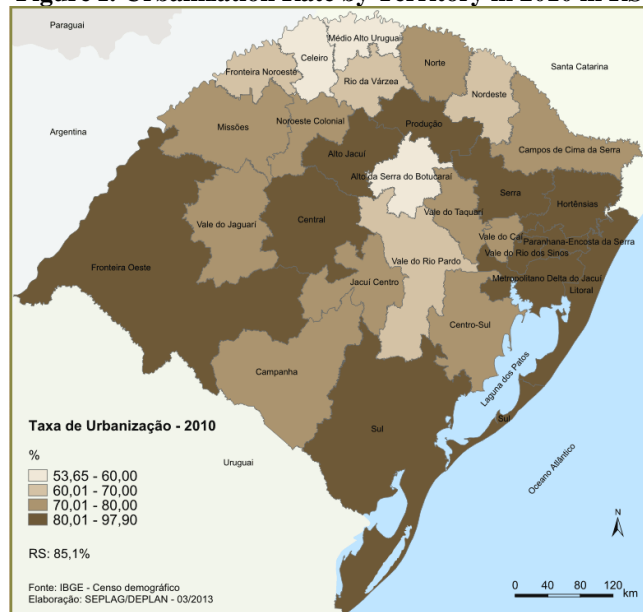 Figure 1: Urbanization Rate by Territory in 2010 in RS
Paraguai
Médio Alto Uruguai
Celeiro
Norte
Santa Catarina
Fronteira Noroeste
Rio da Várzea
Nordeste
Argentina
Missões
Noroeste Colonial
Produção
Alto Jacuí
Campos de Cima da Serra
Alto da Serra do Botucaraí
Serra
Hortênsias
Vale do Jaguarí
Central
Vale do Taquarí
Vale do Caí
Paranhana-Encosta da Serra
Vale do Rio dos Sinos
Fronteira Oeste
Vale do Rio Pardo
Metropolitano Delta do Jacuí
Litoral
Jacuí Centro
Centro-Sul
Campanha
Laguna dos Patos
Sul
Sul
Oceano Atlântico
Uruguai
Taxa de Urbanização - 2010
%
53,65 - 60,00
60,01 - 70,00
70,01 - 80,00
80,01 - 97,90
RS: 85,1%
Fonte: IBGE - Censo demográfico
Elaboração: SEPLAG/DEPLAN - 03/2013
N
0 40 80 120
km